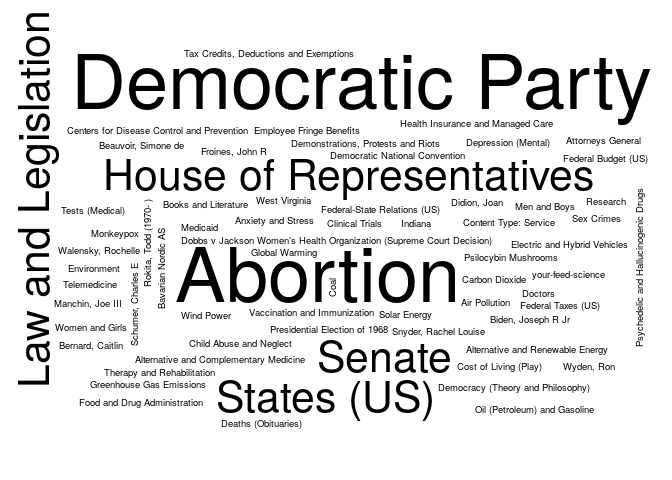 Law and Legislation
Tax Credits, Deductions and Exemptions
Democratic Party
Health Insurance and Managed Care
Centers for Disease Control and Prevention
Employee Fringe Benefits
Beauvoir, Simone de
Froines, John R
Demonstrations, Protests and Riots
Depression (Mental)
Attorneys General
Democratic National Convention
Federal Budget (US)
House of Representatives
Tests (Medical)
Rokita, Todd (1970- )
Books and Literature
West Virginia
Federal-State Relations (US)
Didion, Joan
Men and Boys
Research
Psychedelic and Hallucinogenic Drugs
Medicaid
Anxiety and Stress
Clinical Trials
Indiana
Content Type: Service
Sex Crimes
Monkeypox
Bavarian Nordic AS
Dobbs v Jackson Women's Health Organization (Supreme Court Decision)
Electric and Hybrid Vehicles
Walensky, Rochelle
Global Warming
Psilocybin Mushrooms
Environment
Schumer, Charles E
Abortion
Coal
Carbon Dioxide
your-feed-science
Telemedicine
Doctors
Manchin, Joe III
Air Pollution
Federal Taxes (US)
Wind Power
Vaccination and Immunization
Solar Energy
Biden, Joseph R Jr
Women and Girls
Presidential Election of 1968
Snyder, Rachel Louise
Bernard, Caitlin
Child Abuse and Neglect
Senate
Alternative and Renewable Energy
Alternative and Complementary Medicine
Cost of Living (Play)
Wyden, Ron
Therapy and Rehabilitation
Greenhouse Gas Emissions
States (US)
Democracy (Theory and Philosophy)
Food and Drug Administration
Oil (Petroleum) and Gasoline
Deaths (Obituaries)